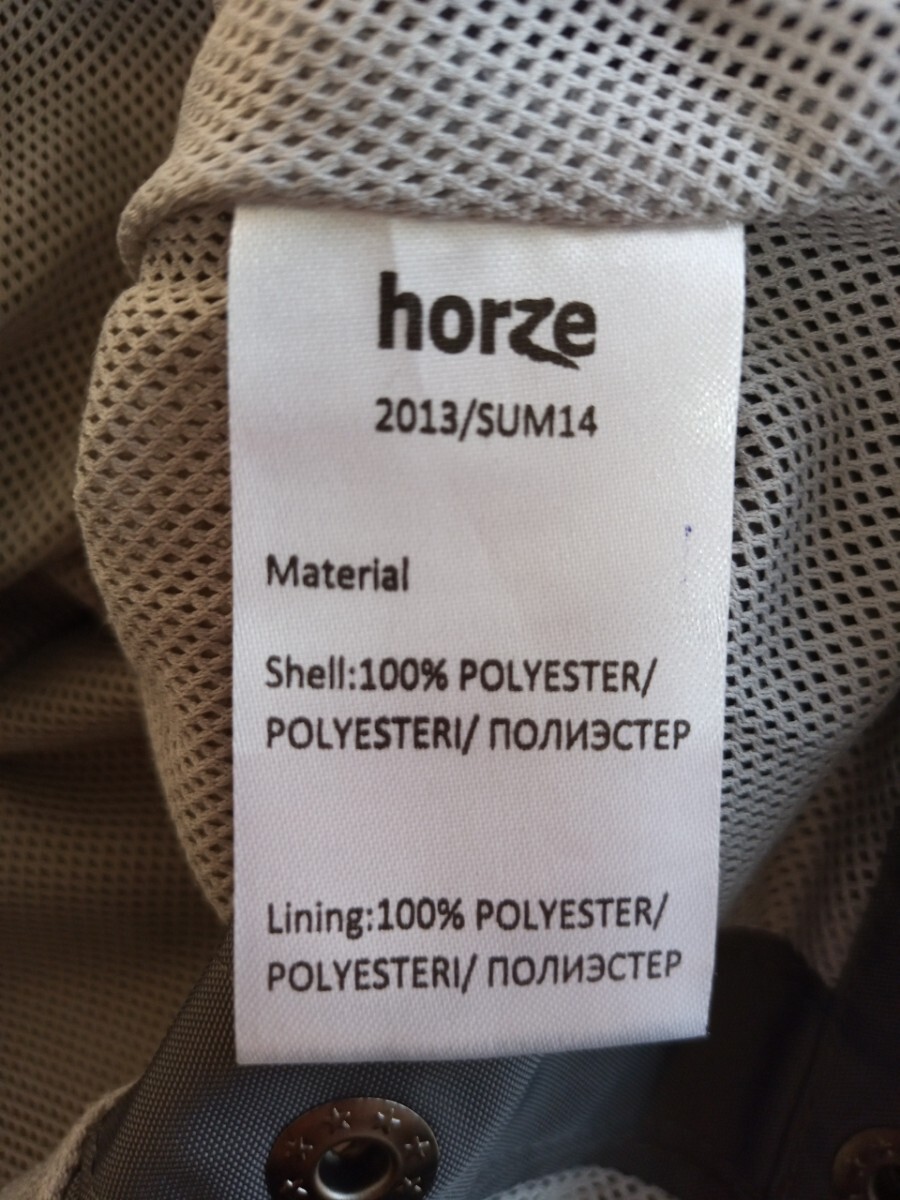 horze
2013/SUM14
Material
Shell:100% POLYESTER/
POLYESTERI/ ПОЛИЭСТЕР
Lining:100% POLYESTER/
POLYESTERI/ ПОЛИЭСТЕР